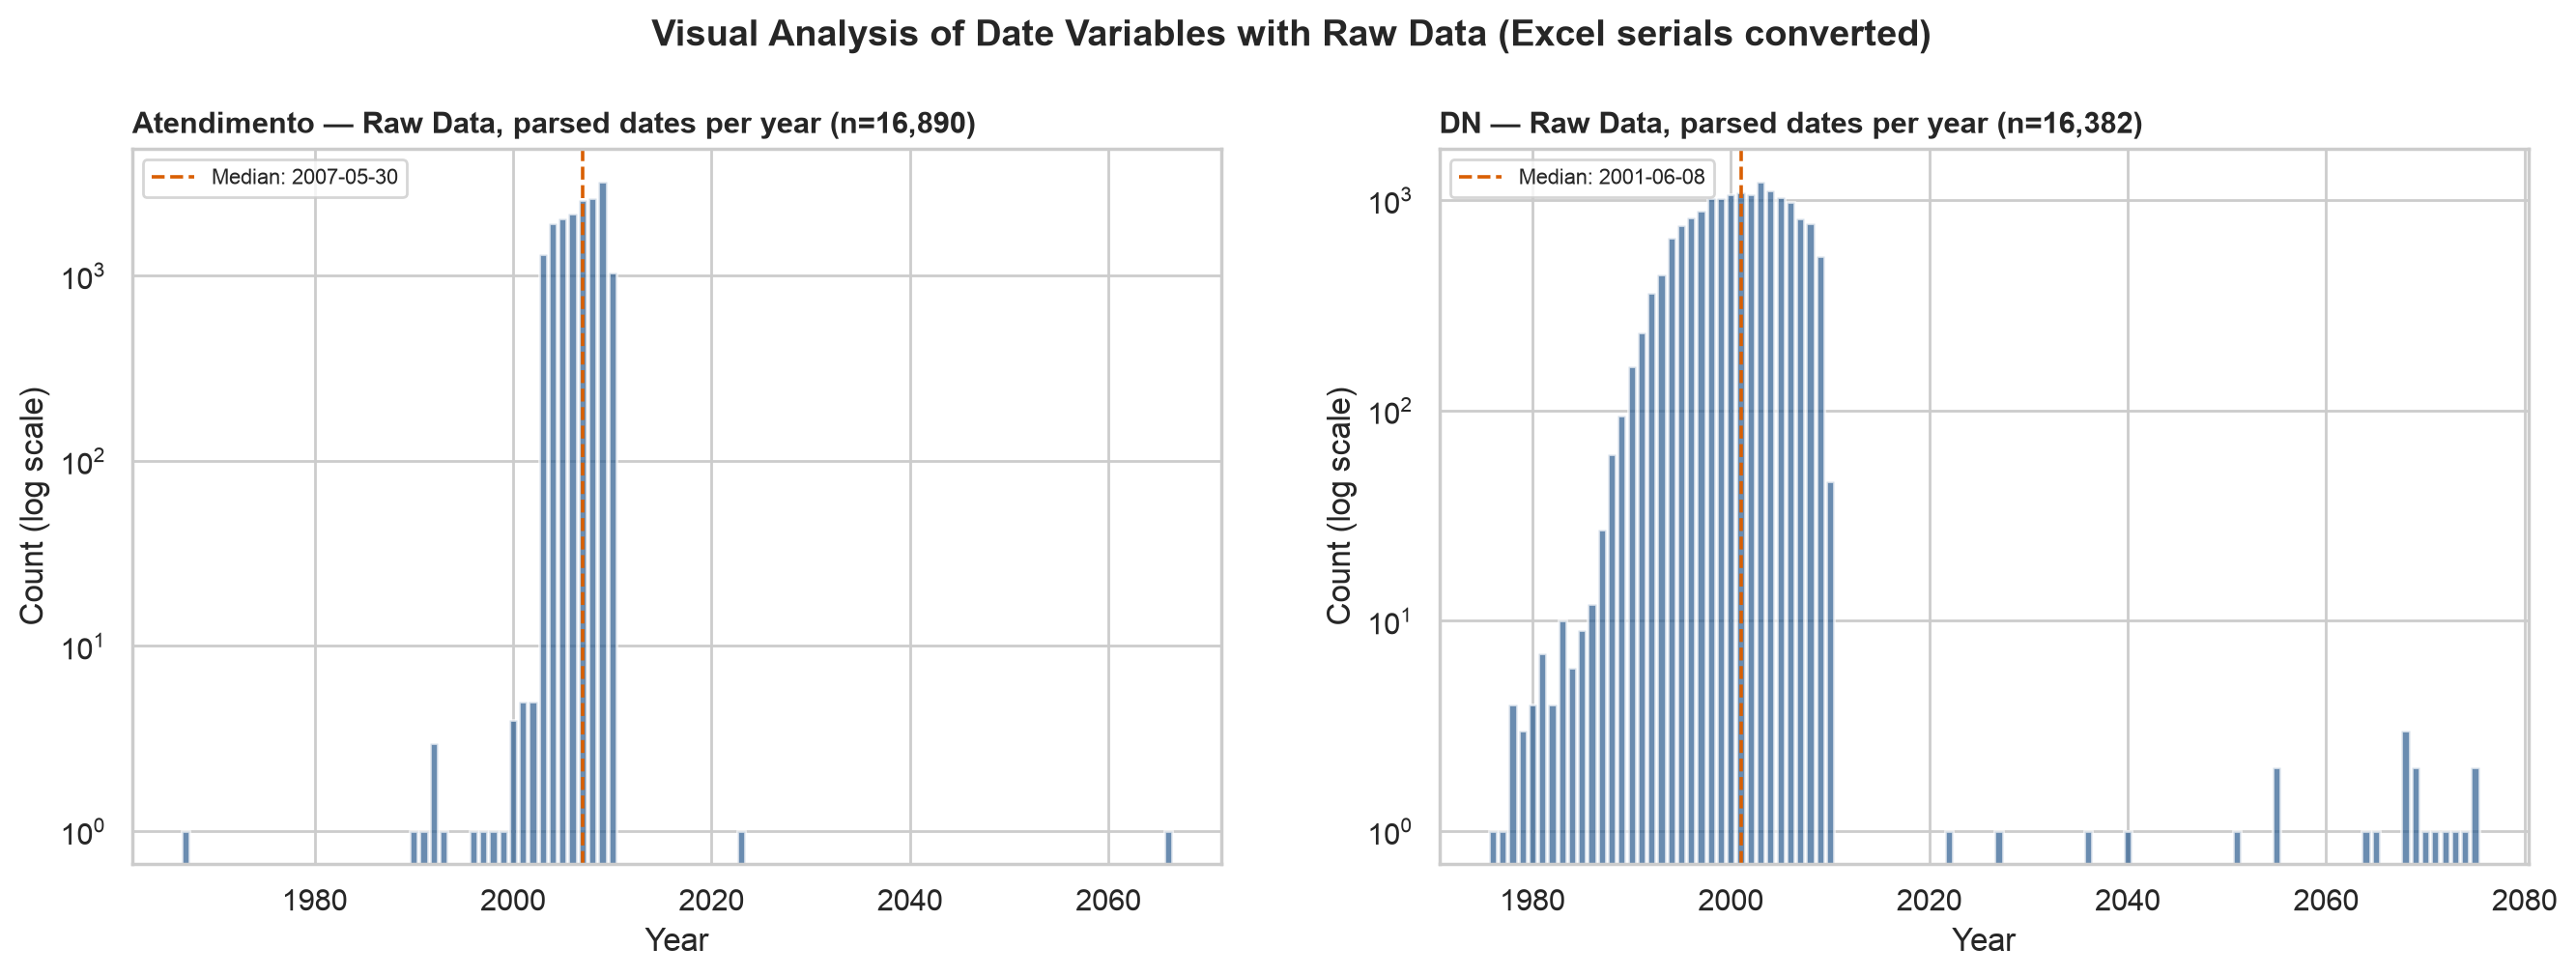 Visual Analysis of Date Variables with Raw Data (Excel serials converted)
Atendimento — Raw Data, parsed dates per year (n=16,890)
Median: 2007-05-30
Count (log scale)
10³
10²
10¹
10⁰
1980 2000 2020 2040 2060
Year
DN — Raw Data, parsed dates per year (n=16,382)
Median: 2001-06-08
Count (log scale)
10³
10²
10¹
10⁰
1980 2000 2020 2040 2060 2080
Year